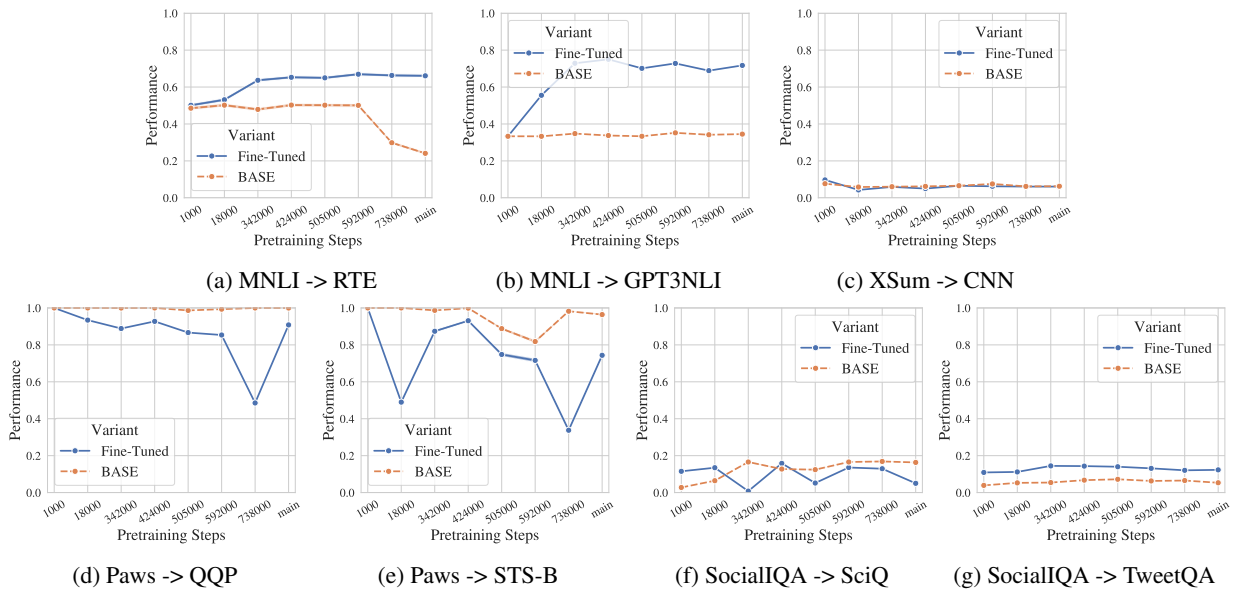 1.0
0.8
0.6
0.4
0.2
0.0
Performance
Variant
Fine-Tuned
BASE
1000
18000
342000
424000
505000
592000
738000
main
Pretraining Steps
(a) MNLI -> RTE
1.0
0.8
0.6
0.4
0.2
0.0
Performance
Variant
Fine-Tuned
BASE
1000
18000
342000
424000
505000
592000
738000
main
Pretraining Steps
(b) MNLI -> GPT3NLI
1.0
0.8
0.6
0.4
0.2
0.0
Performance
Variant
Fine-Tuned
BASE
1000
18000
342000
424000
505000
592000
738000
main
Pretraining Steps
(c) XSum -> CNN
1.0
0.8
0.6
0.4
0.2
0.0
Performance
Variant
Fine-Tuned
BASE
1000
18000
342000
424000
505000
592000
738000
main
Pretraining Steps
(d) Paws -> QQP
1.0
0.8
0.6
0.4
0.2
0.0
Performance
Variant
Fine-Tuned
BASE
1000
18000
342000
424000
505000
592000
738000
main
Pretraining Steps
(e) Paws -> STS-B
1.0
0.8
0.6
0.4
0.2
0.0
Performance
Variant
Fine-Tuned
BASE
1000
18000
342000
424000
505000
592000
738000
main
Pretraining Steps
(f) SocialIQA -> SciQ
1.0
0.8
0.6
0.4
0.2
0.0
Performance
Variant
Fine-Tuned
BASE
1000
18000
342000
424000
505000
592000
738000
main
Pretraining Steps
(g) SocialIQA -> TweetQA